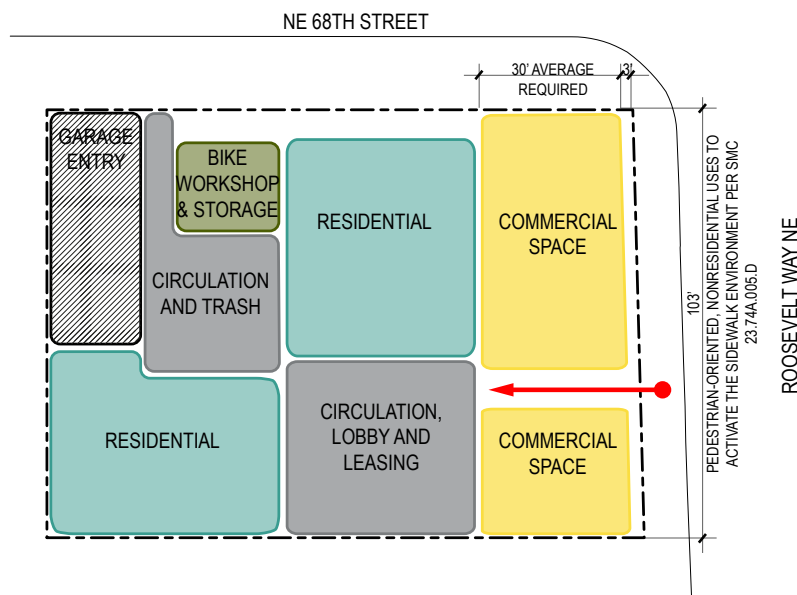 NE 68TH STREET
30' AVERAGE
REQUIRED
3'
GARAGE
ENTRY
BIKE
WORKSHOP
& STORAGE
RESIDENTIAL
COMMERCIAL
SPACE
CIRCULATION
AND TRASH
RESIDENTIAL
CIRCULATION,
LOBBY AND
LEASING
COMMERCIAL
SPACE
103'
PEDESTRIAN-ORIENTED, NONRESIDENTIAL USES TO
ACTIVATE THE SIDEWALK ENVIRONMENT PER SMC
23.74A.005.D
ROOSEVELT WAY NE